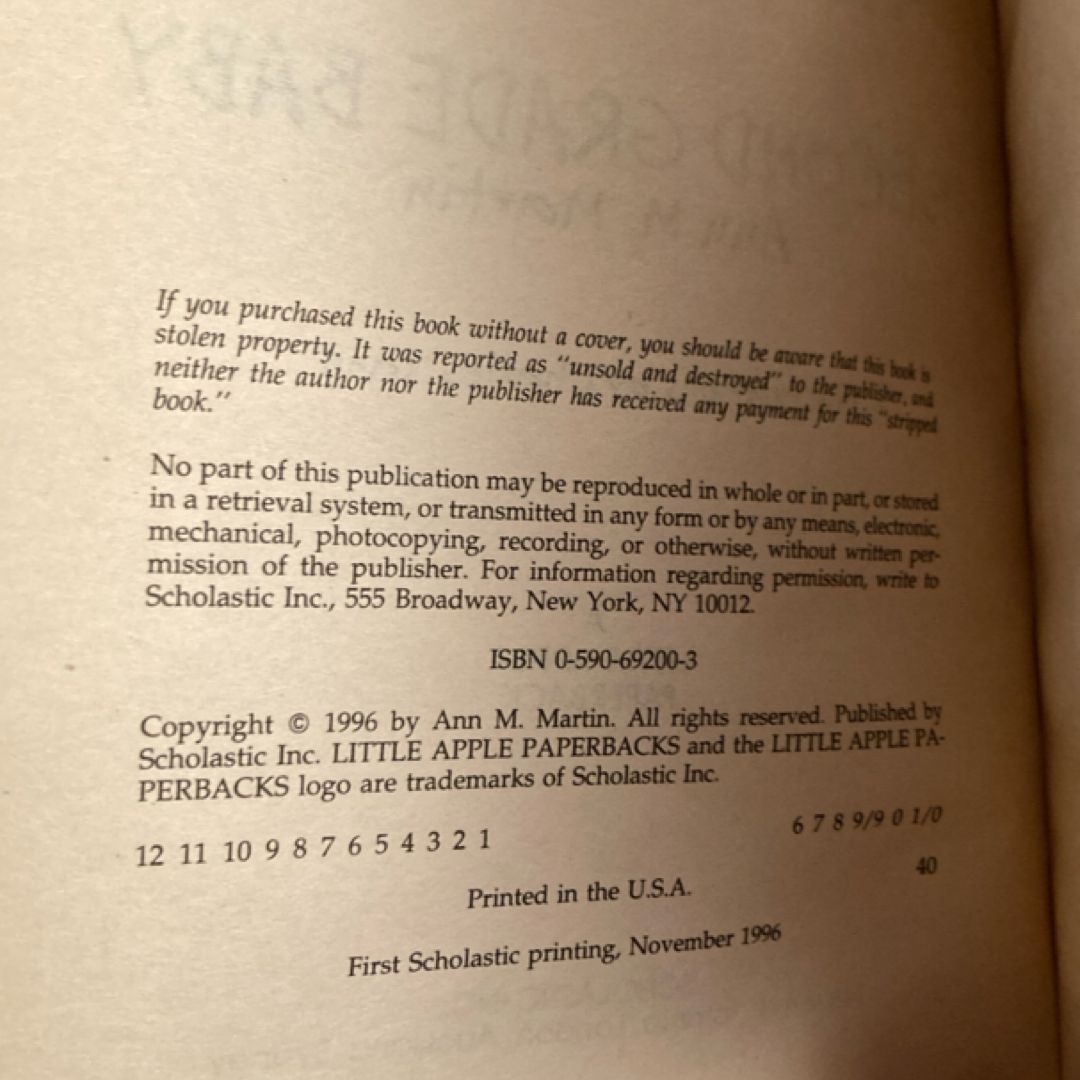 GRADE BABY
Ann M. Martin
If you purchased this book without a cover, you should be aware that this book is
stolen property. It was reported as "unsold and destroyed" to the publisher, and
neither the author nor the publisher has received any payment for this "stripped
book."
No part of this publication may be reproduced in whole or in part, or stored
in a retrieval system, or transmitted in any form or by any means, electronic,
mechanical, photocopying, recording, or otherwise, without written per-
mission of the publisher. For information regarding permission, write to
Scholastic Inc., 555 Broadway, New York, NY 10012.
ISBN 0-590-69200-3
Copyright © 1996 by Ann M. Martin. All rights reserved. Published by
Scholastic Inc. LITTLE APPLE PAPERBACKS and the LITTLE APPLE PA-
PERBACKS logo are trademarks of Scholastic Inc.
12 11 10 9 8 7 6 5 4 3 2 1 6 7 8 9/9 0 1/0
40
Printed in the U.S.A.
First Scholastic printing, November 1996